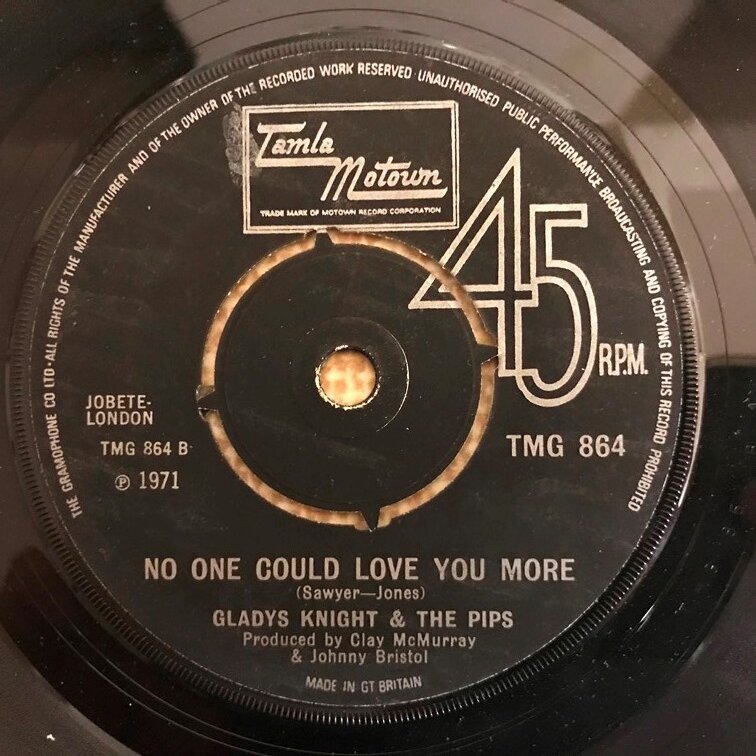 THE GRAMOPHONE CO LTD·ALL RIGHTS OF THE MANUFACTURER AND OF THE OWNER OF THE RECORDED WORK RESERVED·UNAUTHORISED PUBLIC PERFORMANCE BROADCASTING AND COPYING OF THIS RECORD PROHIBITED
Tamla
Motown
TRADE MARK OF MOTOWN RECORD CORPORATION
45
R.P.M.
JOBETE-
LONDON
TMG 864 B
℗ 1971
TMG 864
NO ONE COULD LOVE YOU MORE
(Sawyer—Jones)
GLADYS KNIGHT & THE PIPS
Produced by Clay McMurray
& Johnny Bristol
MADE IN GT BRITAIN